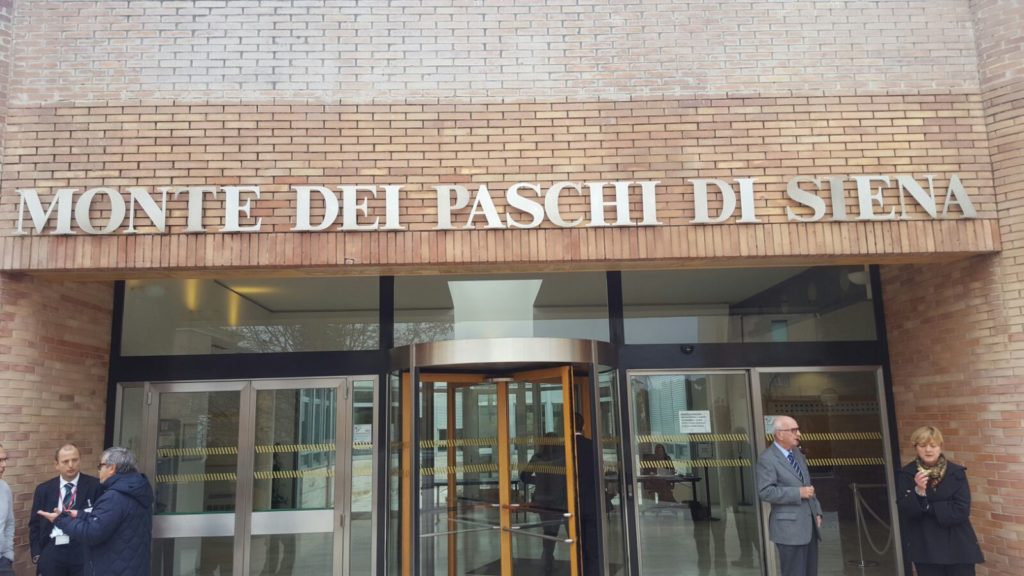 MONTE DEI PASCHI DI SIENA